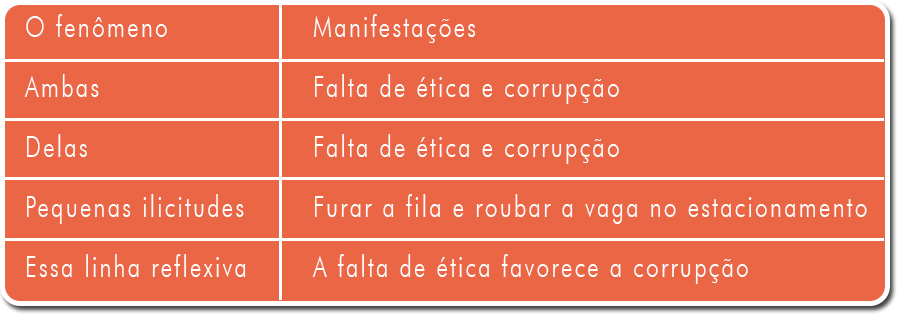 O fenômeno Manifestações
Ambas Falta de ética e corrupção
Delas Falta de ética e corrupção
Pequenas ilicitudes Furar a fila e roubar a vaga no estacionamento
Essa linha reflexiva A falta de ética favorece a corrupção